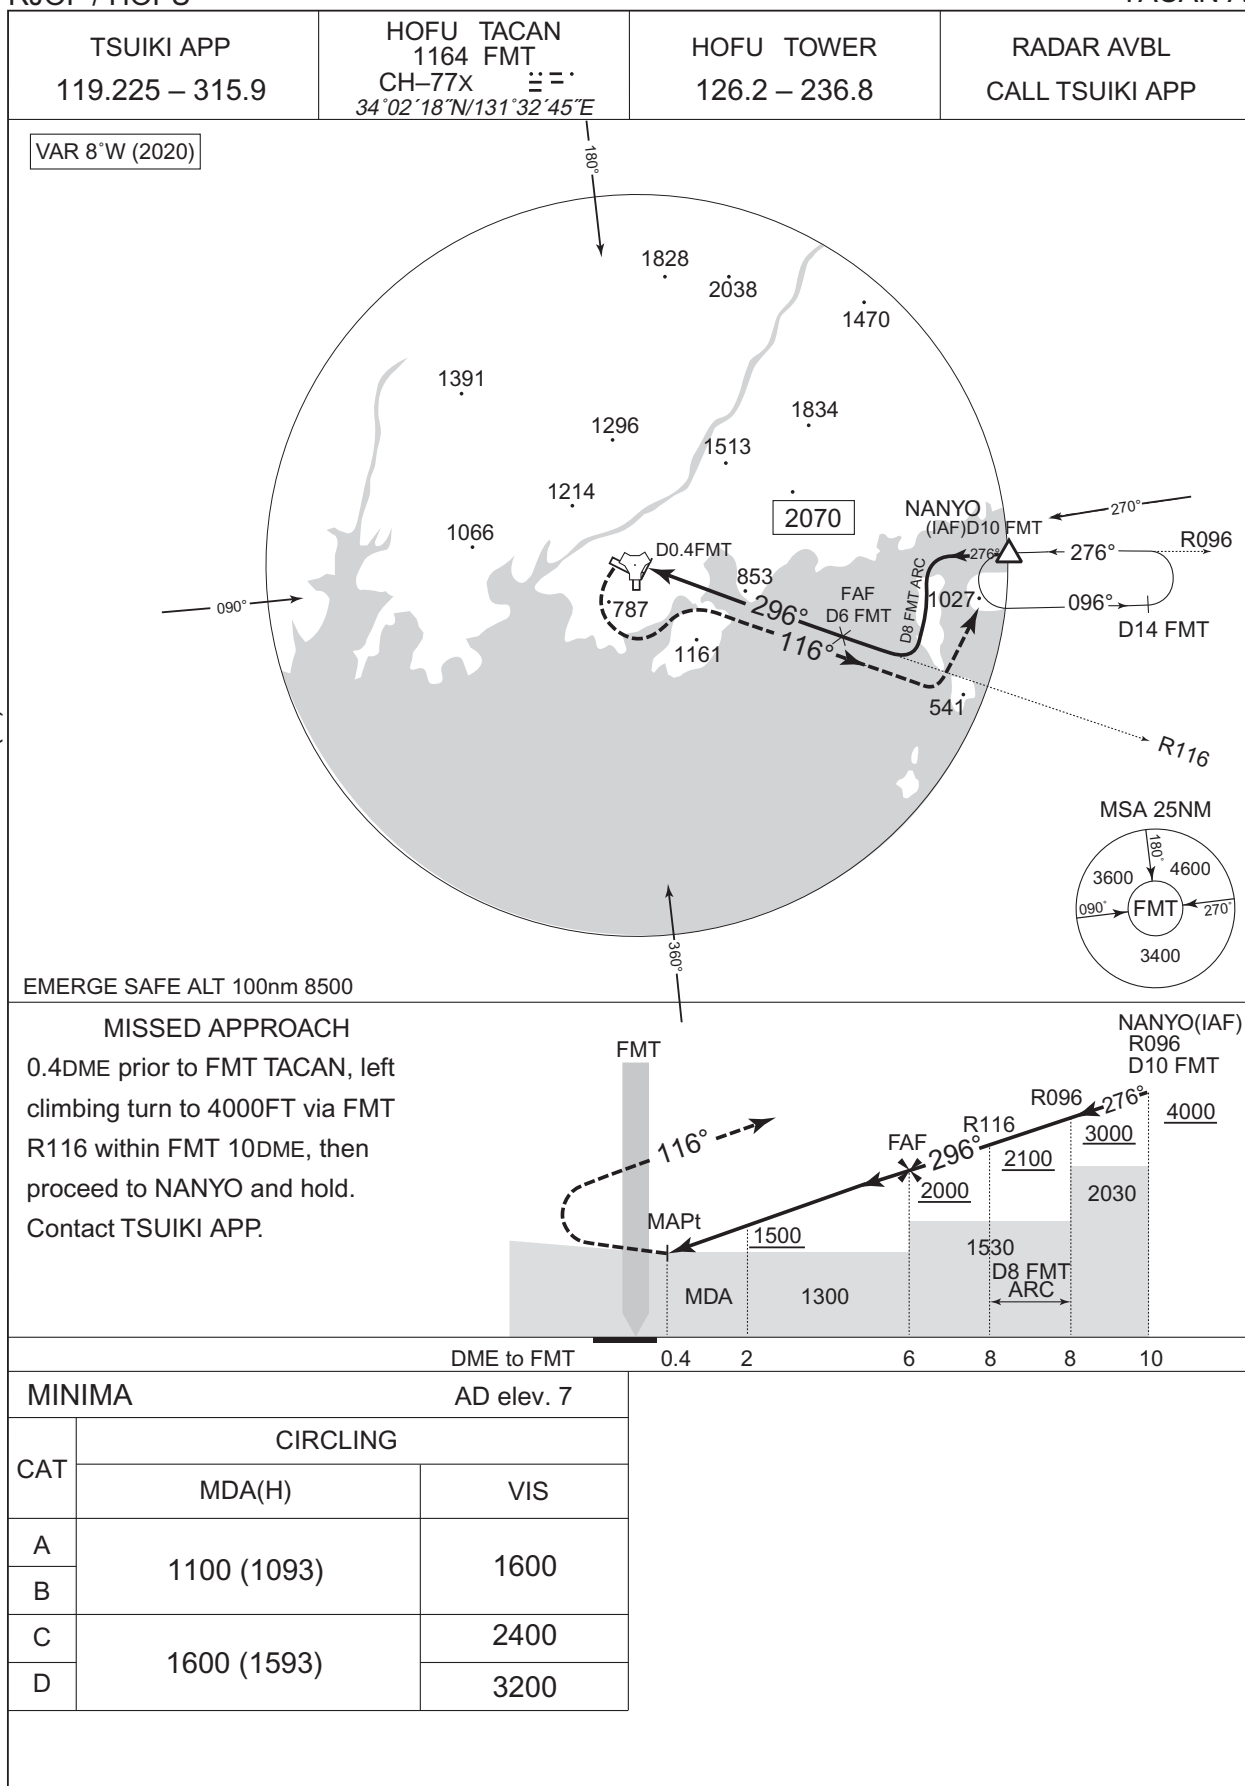 TSUIKI APP
119.225 – 315.9
HOFU TACAN
1164 FMT
CH–77X
34°02´18˝N/131°32´45˝E
HOFU TOWER
126.2 – 236.8
RADAR AVBL
CALL TSUIKI APP
VAR 8°W (2020)
180°
1828
2038
1470
1391
1834
1296
1513
1214
2070
1066
NANYO
(IAF)D10 FMT
270°
D0.4FMT
276°
276°
R096
853
FAF
D6 FMT
D8 FMT ARC
1027
096°
D14 FMT
090°
787
296°
116°
1161
541
R116
MSA 25NM
180°
3600
4600
090°
FMT
270°
3400
360°
EMERGE SAFE ALT 100nm 8500
MISSED APPROACH
0.4DME prior to FMT TACAN, left
climbing turn to 4000FT via FMT
R116 within FMT 10DME, then
proceed to NANYO and hold.
Contact TSUIKI APP.
FMT
NANYO(IAF)
R096
D10 FMT
R096
276°
4000
R116
3000
FAF
296°
2100
116°
2000
2030
MAPt
1500
1530
D8 FMT
ARC
MDA
1300
DME to FMT
0.4 2 6 8 8 10
MINIMA
AD elev. 7
CAT
CIRCLING
MDA(H)
VIS
A
B
1100 (1093)
1600
C
D
1600 (1593)
2400
3200